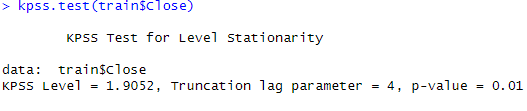 > kpss.test(train$Close)
KPSS Test for Level Stationarity
data:  train$Close
KPSS Level = 1.9052, Truncation lag parameter = 4, p-value = 0.01